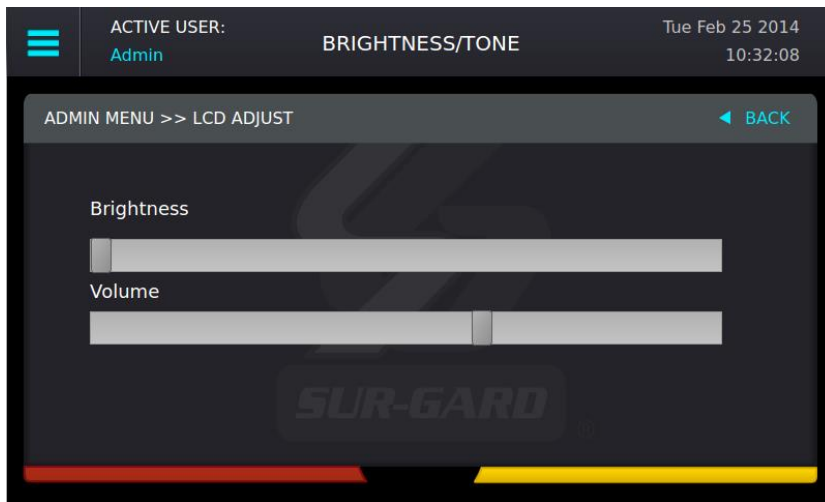 ACTIVE USER:
Admin
BRIGHTNESS/TONE
Tue Feb 25 2014
10:32:08
ADMIN MENU >> LCD ADJUST
◀ BACK
Brightness
Volume
SUR-GARD
®